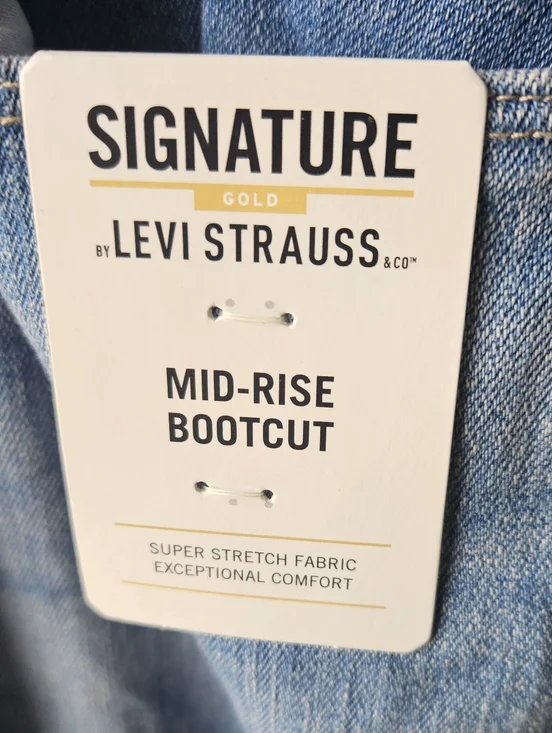 SIGNATURE
GOLD
BY LEVI STRAUSS & CO™
MID-RISE
BOOTCUT
SUPER STRETCH FABRIC
EXCEPTIONAL COMFORT